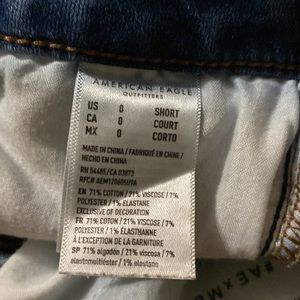 AMERICAN EAGLE
OUTFITTERS
US 0 SHORT
CA 0 COURT
MX 0 CORTO
MADE IN CHINA / FABRIQUÉ EN CHINE /
HECHO EN CHINA
RN 54485/CA 03973
EN 71% COTTON / 21% VISCOSE / 7%
POLYESTER / 1% ELASTANE
EXCLUSIVE OF DECORATION
FR 71% COTON / 21% VISCOSE / 7%
POLYESTER / 1% ÉLASTHANNE
À L'EXCEPTION DE LA GARNITURE
SP 71% algodón / 21% viscosa / 7%
elastomultiéster / 1% elastano
#AExM